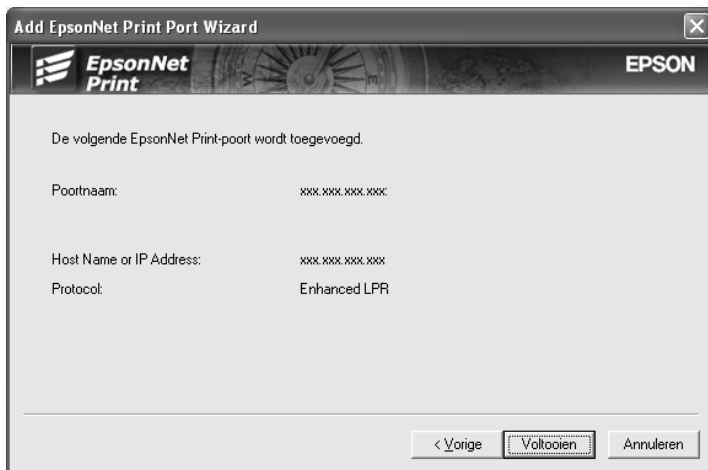 Add EpsonNet Print Port Wizard
EpsonNet
Print
EPSON
W
E
De volgende EpsonNet Print-poort wordt toegevoegd.
Poortnaam: xxx.xxx.xxx.xxx:
Host Name or IP Address: xxx.xxx.xxx.xxx
Protocol: Enhanced LPR
< Vorige Voltooien Annuleren